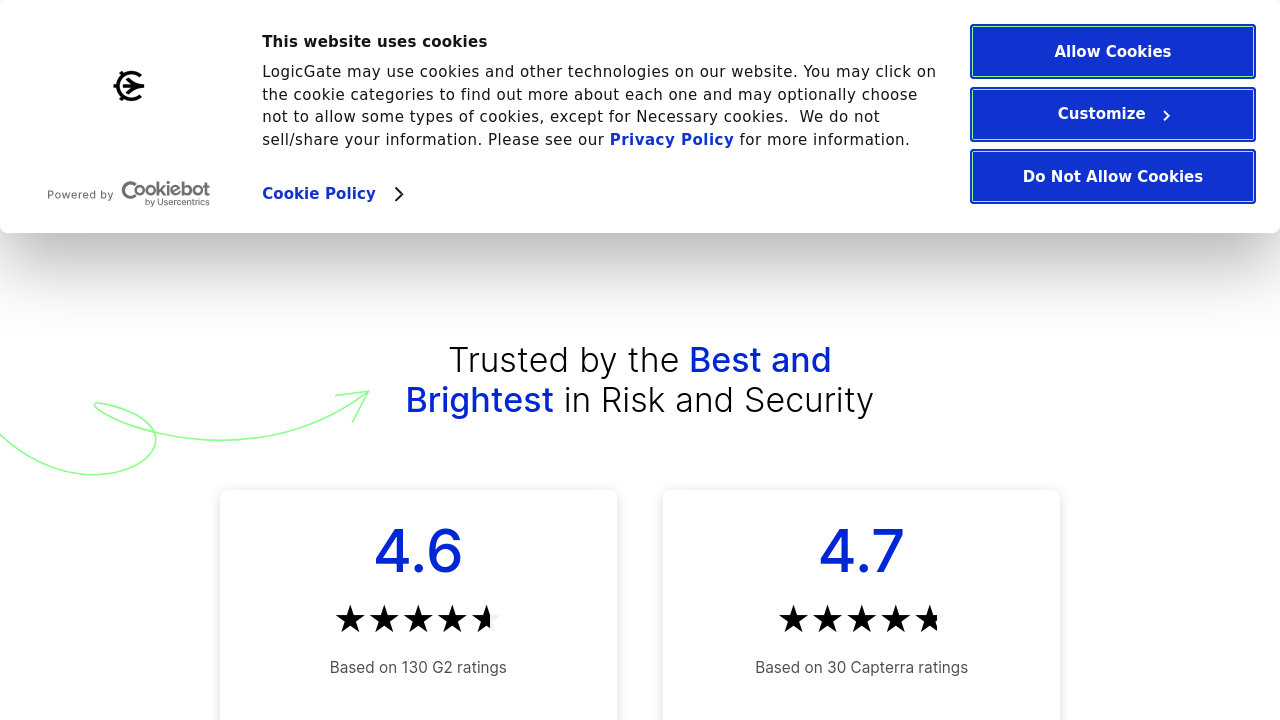 This website uses cookies
LogicGate may use cookies and other technologies on our website. You may click on
the cookie categories to find out more about each one and may optionally choose
not to allow some types of cookies, except for Necessary cookies.  We do not
sell/share your information. Please see our Privacy Policy for more information.
Cookie Policy
Powered by Cookiebot
by Usercentrics
Allow Cookies
Customize
Do Not Allow Cookies
Trusted by the Best and
Brightest in Risk and Security
4.6
Based on 130 G2 ratings
4.7
Based on 30 Capterra ratings